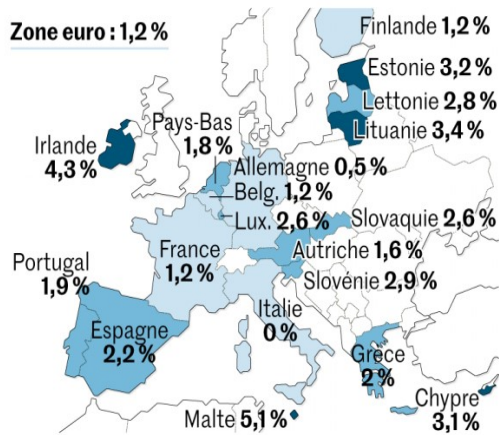 Zone euro : 1,2 %
Finlande 1,2 %
Estonie 3,2 %
Lettonie 2,8 %
Lituanie 3,4 %
Irlande
4,3 %
Pays-Bas
1,8 %
Allemagne 0,5 %
Belg. 1,2 %
Lux. 2,6 %
Slovaquie 2,6 %
Autriche 1,6 %
Slovénie 2,9 %
France
1,2 %
Portugal
1,9 %
Espagne
2,2 %
Italie
0 %
Grèce
2 %
Chypre
3,1 %
Malte 5,1 %